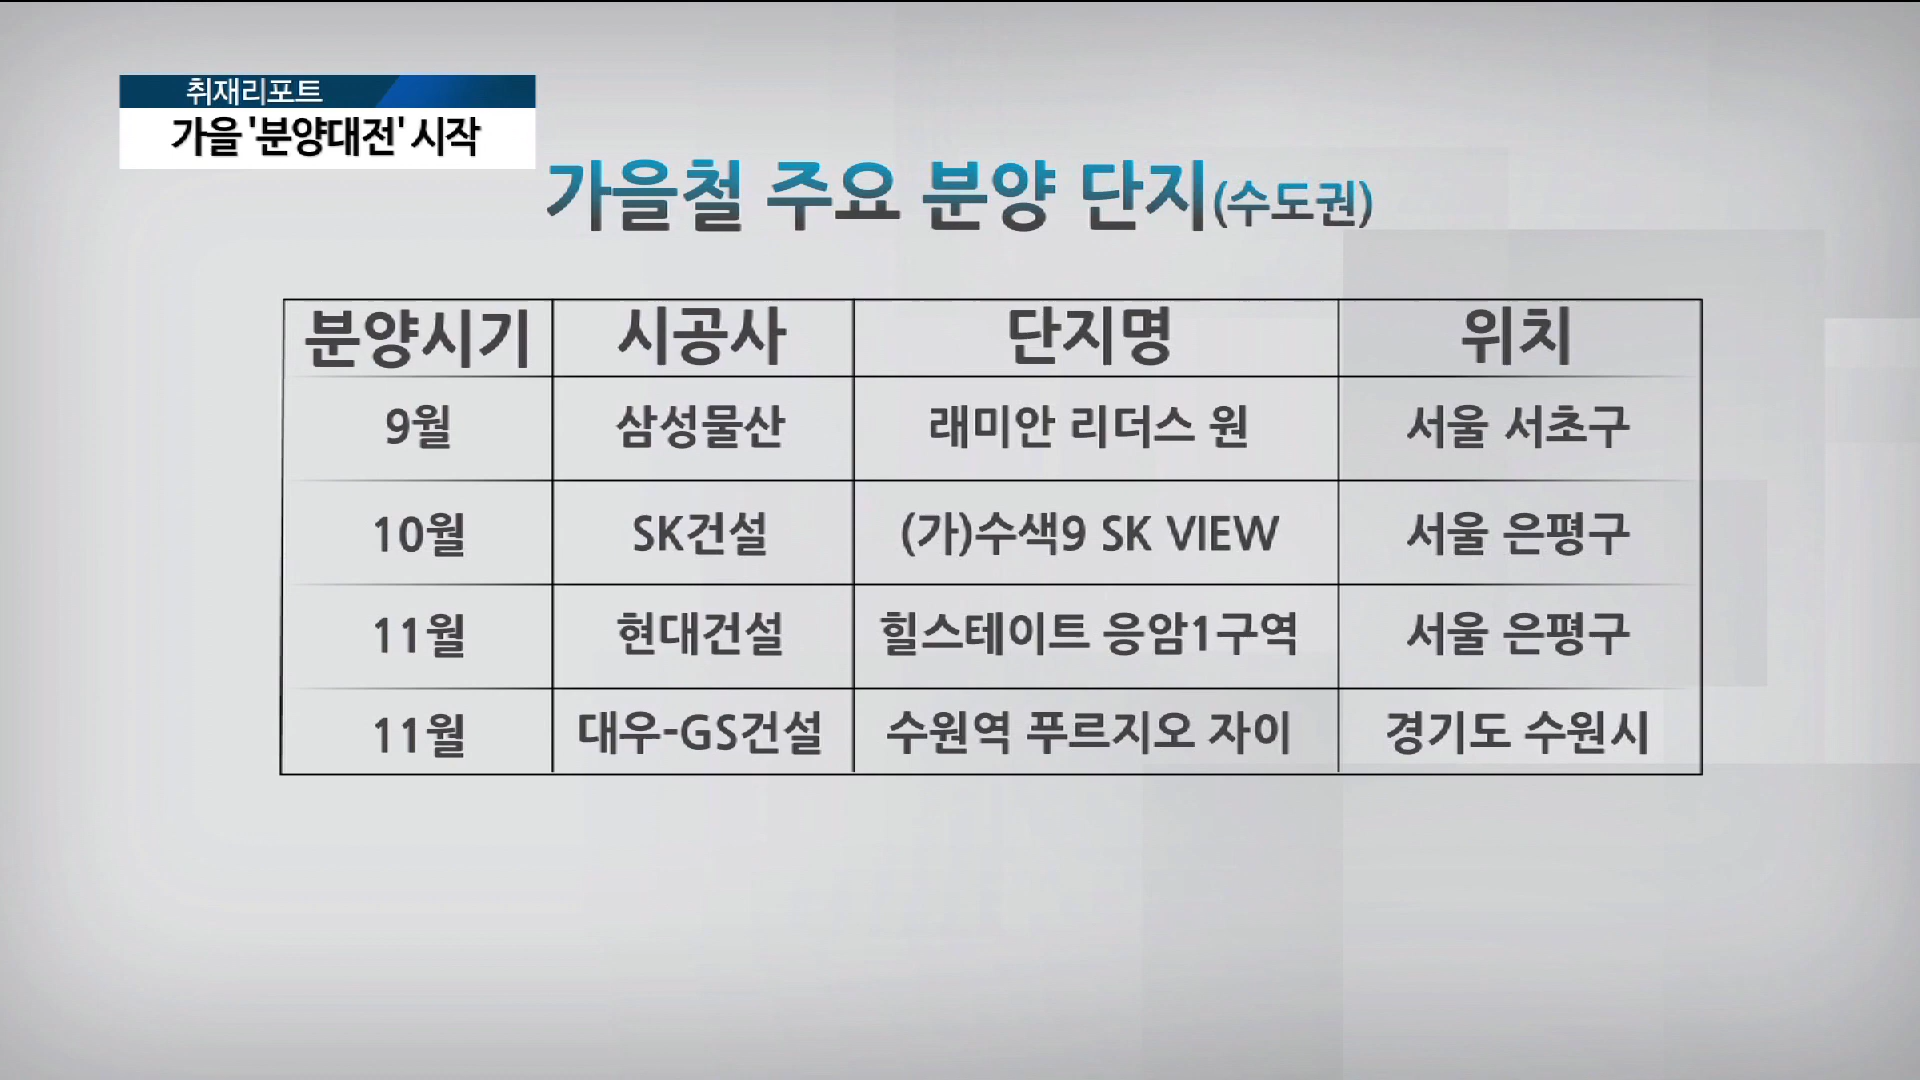 취재리포트
가을 '분양대전' 시작
가을철 주요 분양 단지(수도권)
분양시기 시공사 단지명 위치
9월 삼성물산 래미안 리더스 원 서울 서초구
10월 SK건설 (가)수색9 SK VIEW 서울 은평구
11월 현대건설 힐스테이트 응암1구역 서울 은평구
11월 대우-GS건설 수원역 푸르지오 자이 경기도 수원시